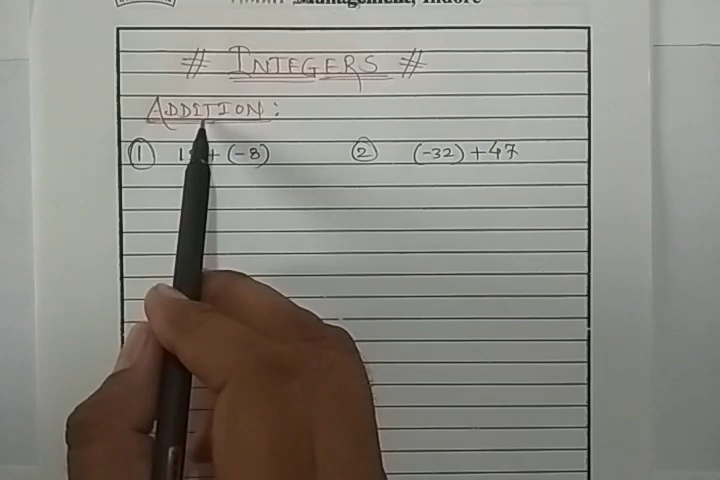 Management, Indore
# INTEGERS #
ADDITION:
① + (-8) ② (-32) + 47